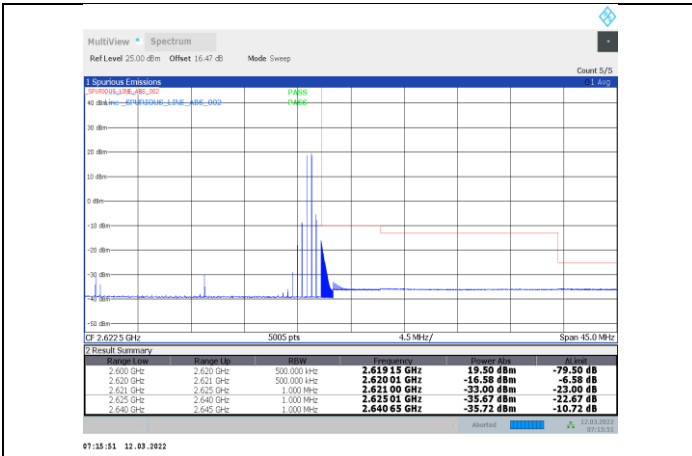 MultiView Spectrum
Ref Level 25.00 dBm Offset 16.47 dB Mode Sweep
Count 5/5
1 Spurious Emissions 1 Avg
_SPURIOUS_LINE_ABS_002 PASS
40 dBm Line _SPURIOUS_LINE_ABS_002 PASS
30 dBm
20 dBm
10 dBm
0 dBm
-10 dBm
-20 dBm
-30 dBm
-40 dBm
-50 dBm
CF 2.6225 GHz 5005 pts 4.5 MHz/ Span 45.0 MHz
2 Result Summary
Range Low Range Up RBW Frequency Power Abs ΔLimit
2.600 GHz 2.620 GHz 500.000 kHz 2.619 15 GHz 19.50 dBm -79.50 dB
2.620 GHz 2.621 GHz 500.000 kHz 2.620 01 GHz -16.58 dBm -6.58 dB
2.621 GHz 2.625 GHz 1.000 MHz 2.621 00 GHz -33.00 dBm -23.00 dB
2.625 GHz 2.640 GHz 1.000 MHz 2.625 01 GHz -35.67 dBm -22.67 dB
2.640 GHz 2.645 GHz 1.000 MHz 2.640 65 GHz -35.72 dBm -10.72 dB
Aborted 12.03.2022
07:15:51
07:15:51 12.03.2022